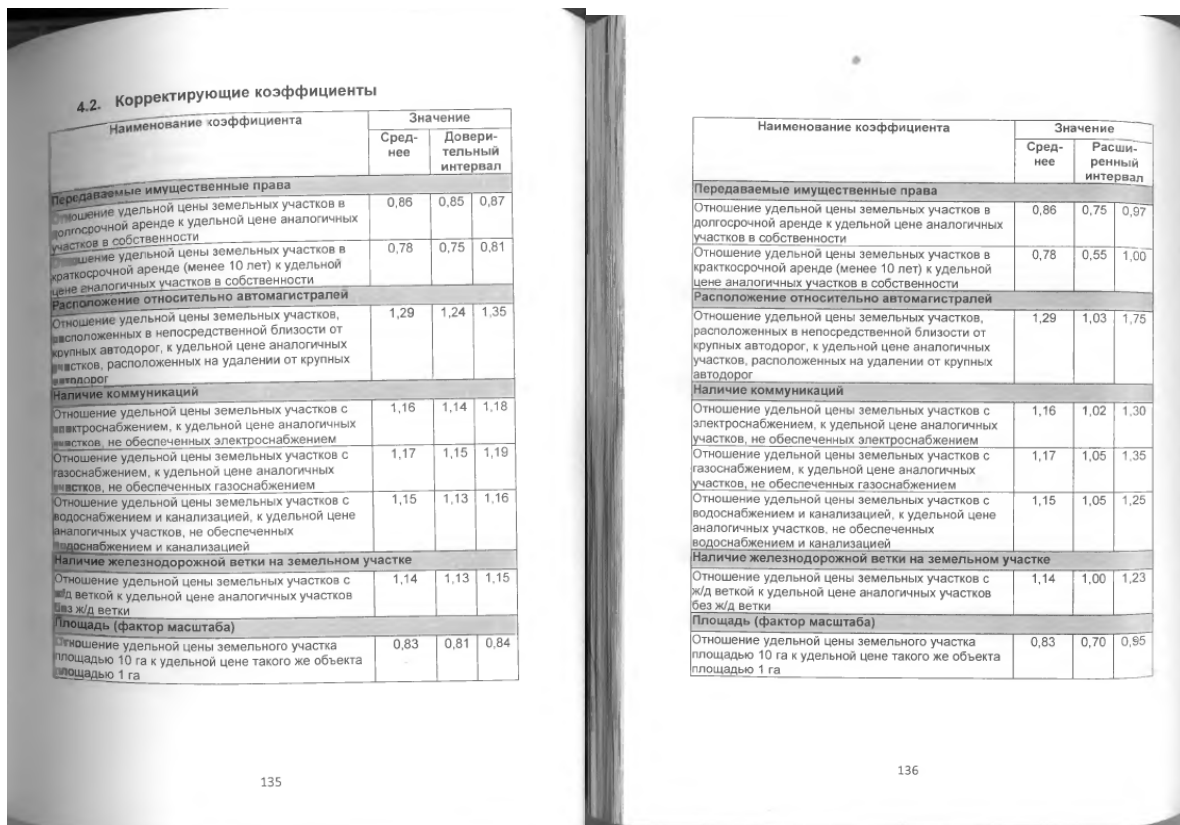 4.2. Корректирующие коэффициенты
Наименование коэффициента
Значение
Сред-
нее
Довери-
тельный
интервал
Передаваемые имущественные права
Отношение удельной цены земельных участков в
долгосрочной аренде к удельной цене аналогичных
участков в собственности
0,86 0,85 0,87
Отношение удельной цены земельных участков в
краткосрочной аренде (менее 10 лет) к удельной
цене аналогичных участков в собственности
0,78 0,75 0,81
Расположение относительно автомагистралей
Отношение удельной цены земельных участков,
расположенных в непосредственной близости от
крупных автодорог, к удельной цене аналогичных
участков, расположенных на удалении от крупных
автодорог
1,29 1,24 1,35
Наличие коммуникаций
Отношение удельной цены земельных участков с
электроснабжением, к удельной цене аналогичных
участков, не обеспеченных электроснабжением
1,16 1,14 1,18
Отношение удельной цены земельных участков с
газоснабжением, к удельной цене аналогичных
участков, не обеспеченных газоснабжением
1,17 1,15 1,19
Отношение удельной цены земельных участков с
водоснабжением и канализацией, к удельной цене
аналогичных участков, не обеспеченных
водоснабжением и канализацией
1,15 1,13 1,16
Наличие железнодорожной ветки на земельном участке
Отношение удельной цены земельных участков с
ж/д веткой к удельной цене аналогичных участков
без ж/д ветки
1,14 1,13 1,15
Площадь (фактор масштаба)
Отношение удельной цены земельного участка
площадью 10 га к удельной цене такого же объекта
площадью 1 га
0,83 0,81 0,84
135
Наименование коэффициента
Значение
Сред-
нее
Расши-
ренный
интервал
Передаваемые имущественные права
Отношение удельной цены земельных участков в
долгосрочной аренде к удельной цене аналогичных
участков в собственности
0,86 0,75 0,97
Отношение удельной цены земельных участков в
кракткосрочной аренде (менее 10 лет) к удельной
цене аналогичных участков в собственности
0,78 0,55 1,00
Расположение относительно автомагистралей
Отношение удельной цены земельных участков,
расположенных в непосредственной близости от
крупных автодорог, к удельной цене аналогичных
участков, расположенных на удалении от крупных
автодорог
1,29 1,03 1,75
Наличие коммуникаций
Отношение удельной цены земельных участков с
электроснабжением, к удельной цене аналогичных
участков, не обеспеченных электроснабжением
1,16 1,02 1,30
Отношение удельной цены земельных участков с
газоснабжением, к удельной цене аналогичных
участков, не обеспеченных газоснабжением
1,17 1,05 1,35
Отношение удельной цены земельных участков с
водоснабжением и канализацией, к удельной цене
аналогичных участков, не обеспеченных
водоснабжением и канализацией
1,15 1,05 1,25
Наличие железнодорожной ветки на земельном участке
Отношение удельной цены земельных участков с
ж/д веткой к удельной цене аналогичных участков
без ж/д ветки
1,14 1,00 1,23
Площадь (фактор масштаба)
Отношение удельной цены земельного участка
площадью 10 га к удельной цене такого же объекта
площадью 1 га
0,83 0,70 0,95
136